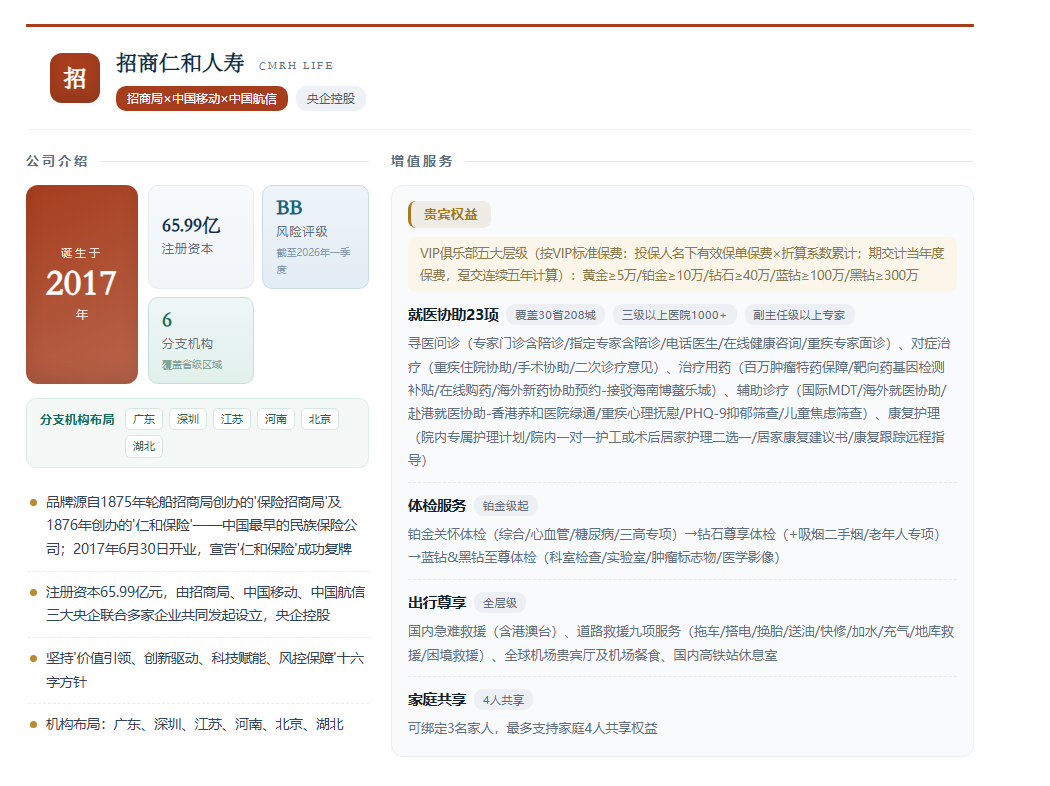 招
招商仁和人寿 CMRH LIFE
招商局×中国移动×中国航信 央企控股
公司介绍
诞生于
2017
年
65.99亿
注册资本
BB
风险评级
截至2026年一季
度
6
分支机构
覆盖省级区域
分支机构布局 广东 深圳 江苏 河南 北京
湖北
品牌源自1875年轮船招商局创办的'保险招商局'及
1876年创办的'仁和保险'——中国最早的民族保险公
司；2017年6月30日开业，宣告'仁和保险'成功复牌
注册资本65.99亿元，由招商局、中国移动、中国航信
三大央企联合多家企业共同发起设立，央企控股
坚持'价值引领、创新驱动、科技赋能、风控保障'十六
字方针
机构布局：广东、深圳、江苏、河南、北京、湖北
增值服务
贵宾权益
VIP俱乐部五大层级（按VIP标准保费：投保人名下有效保单保费×折算系数累计；期交计当年度
保费，趸交连续五年计算）：黄金≥5万/铂金≥10万/钻石≥40万/蓝钻≥100万/黑钻≥300万
就医协助23项 覆盖30省208城 三级以上医院1000+ 副主任级以上专家
寻医问诊（专家门诊含陪诊/指定专家含陪诊/电话医生/在线健康咨询/重疾专家面诊）、对症治
疗（重疾住院协助/手术协助/二次诊疗意见）、治疗用药（百万肿瘤特药保障/靶向药基因检测
补贴/在线购药/海外新药协助预约-接驳海南博鳌乐城）、辅助诊疗（国际MDT/海外就医协助/
赴港就医协助-香港养和医院绿通/重疾心理抚慰/PHQ-9抑郁筛查/儿童焦虑筛查）、康复护理
（院内专属护理计划/院内一对一护工或术后居家护理二选一/居家康复建议书/康复跟踪远程指
导）
体检服务 铂金级起
铂金关怀体检（综合/心血管/糖尿病/三高专项）→钻石尊享体检（+吸烟二手烟/老年人专项）
→蓝钻&黑钻至尊体检（科室检查/实验室/肿瘤标志物/医学影像）
出行尊享 全层级
国内急难救援（含港澳台）、道路救援九项服务（拖车/搭电/换胎/送油/快修/加水/充气/地库救
援/困境救援）、全球机场贵宾厅及机场餐食、国内高铁站休息室
家庭共享 4人共享
可绑定3名家人，最多支持家庭4人共享权益